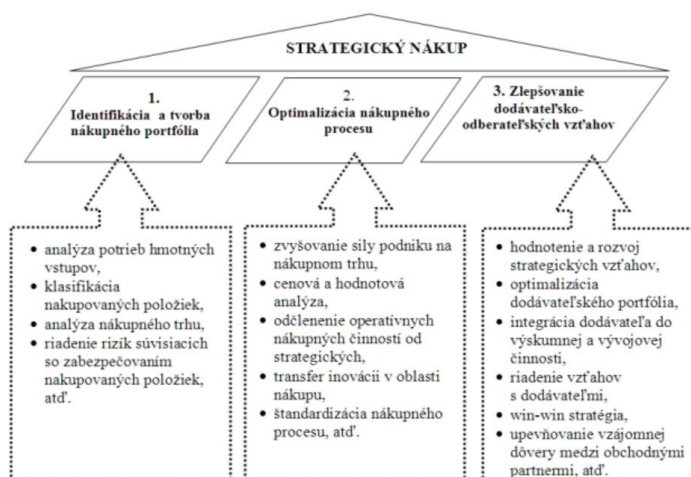 STRATEGICKÝ NÁKUP
1.
Identifikácia a tvorba
nákupného portfólia
2.
Optimalizácia nákupného
procesu
3. Zlepšovanie
dodávateľsko-
odberateľských vzťahov
• analýza potrieb hmotných
vstupov,
• klasifikácia
nakupovaných položiek,
• analýza nákupného trhu,
• riadenie rizík súvisiacich
so zabezpečovaním
nakupovaných položiek,
atď.
• zvyšovanie sily podniku na
nákupnom trhu,
• cenová a hodnotová
analýza,
• odčlenenie operatívnych
nákupných činností od
strategických,
• transfer inovácii v oblasti
nákupu,
• štandardizácia nákupného
procesu, atď.
• hodnotenie a rozvoj
strategických vzťahov,
• optimalizácia
dodávateľského portfólia,
• integrácia dodávateľa do
výskumnej a vývojovej
činnosti,
• riadenie vzťahov
s dodávateľmi,
• win-win stratégia,
• upevňovanie vzájomnej
dôvery medzi obchodnými
partnermi, atď.